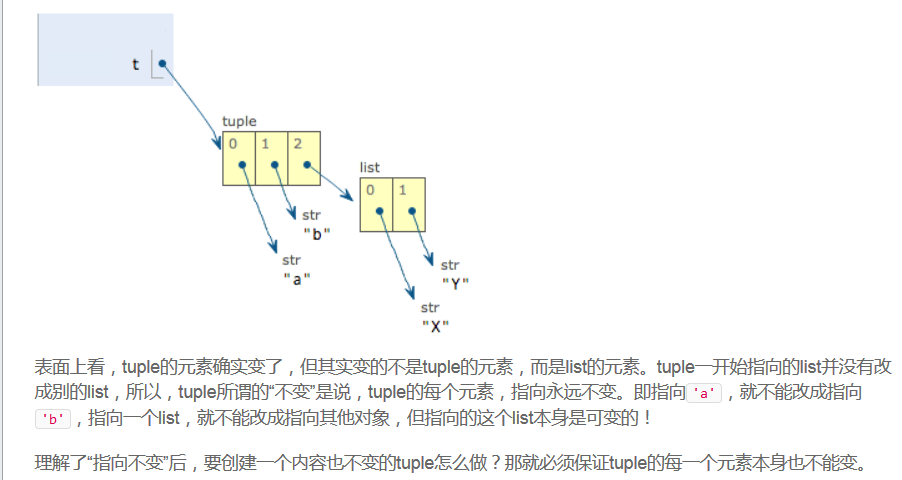 t
tuple
0 1 2
list
0 1
str
"b"
str
"a"
str
"Y"
str
"X"
表面上看，tuple的元素确实变了，但其实变的不是tuple的元素，而是list的元素。tuple一开始指向的list并没有改
成别的list，所以，tuple所谓的“不变”是说，tuple的每个元素，指向永远不变。即指向'a'，就不能改成指向
'b'，指向一个list，就不能改成指向其他对象，但指向的这个list本身是可变的！
理解了“指向不变”后，要创建一个内容也不变的tuple怎么做？那就必须保证tuple的每一个元素本身也不能变。